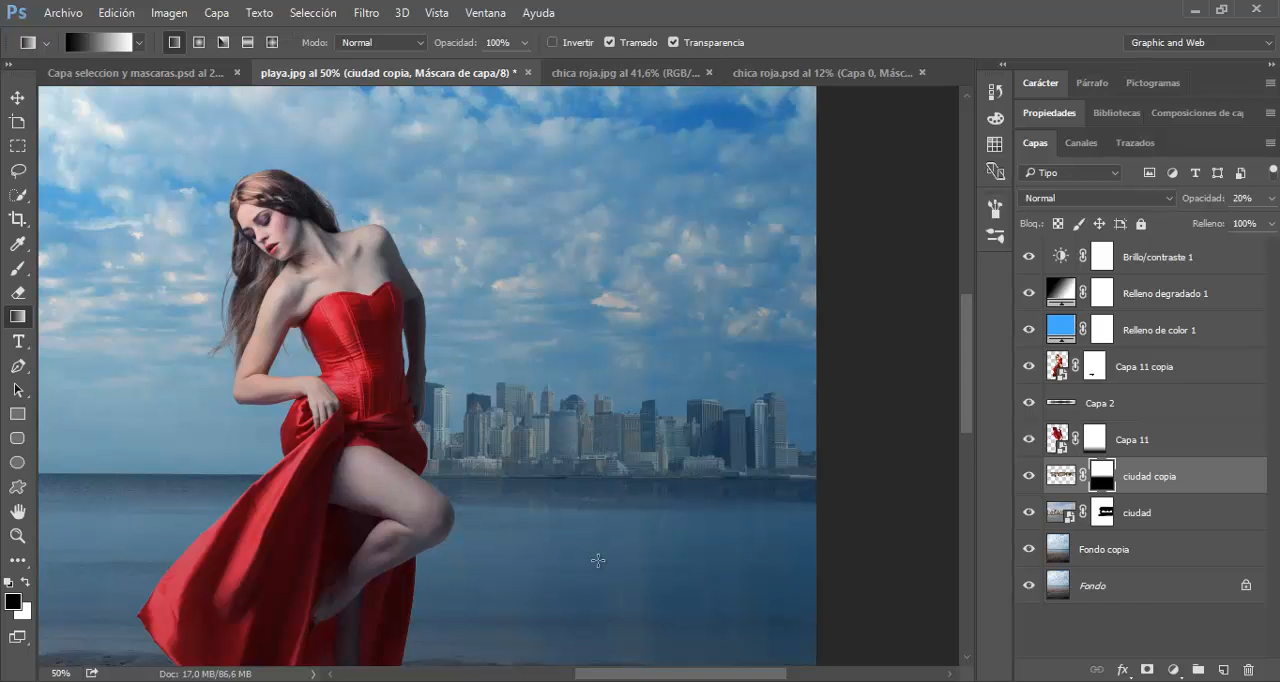 Ps Archivo Edición Imagen Capa Texto Selección Filtro 3D Vista Ventana Ayuda
Modo: Normal Opacidad: 100% Invertir Tramado Transparencia Graphic and Web
Capa seleccion y mascaras.psd al 2... × playa.jpg al 50% (ciudad copia, Máscara de capa/8) * × chica roja.jpg al 41,6% (RGB/... × chica roja.psd al 12% (Capa 0, Másc... ×
Carácter Párrafo Pictogramas
Propiedades Bibliotecas Composiciones de ca
Capas Canales Trazados
Tipo
Normal Opacidad: 20%
Bloq.: Relleno: 100%
Brillo/contraste 1
Relleno degradado 1
Relleno de color 1
Capa 11 copia
Capa 2
Capa 11
ciudad copia
ciudad
Fondo copia
Fondo
50% Doc: 17,0 MB/86,6 MB